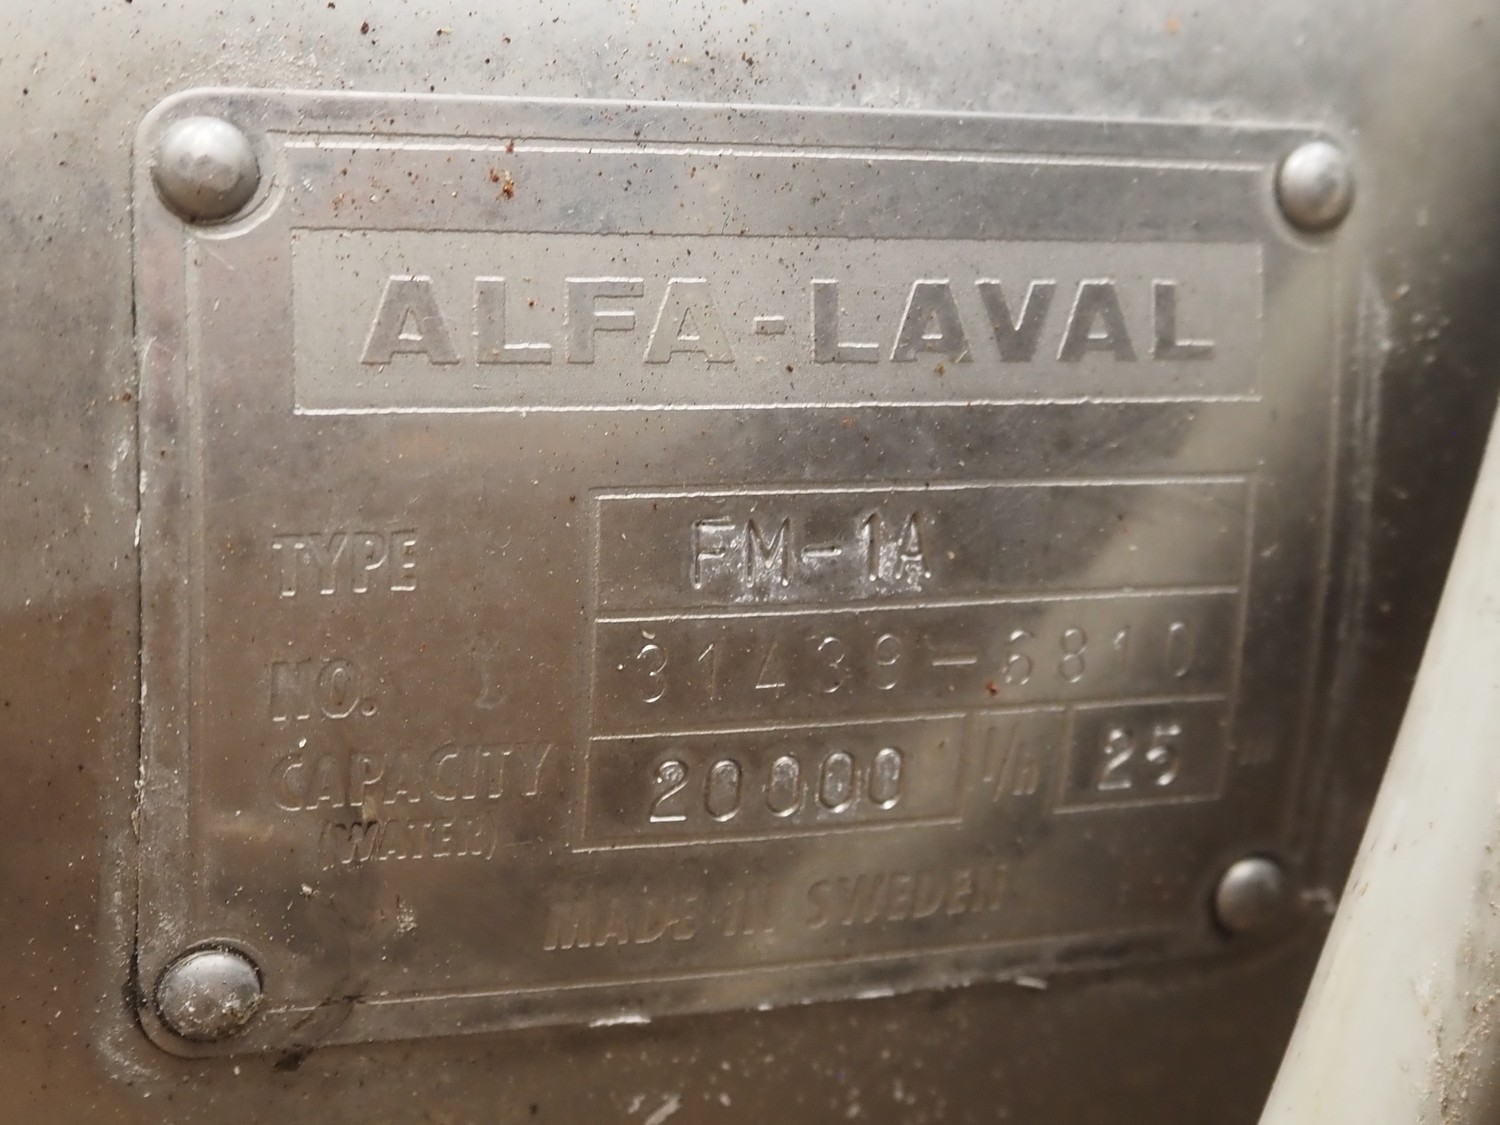 ALFA-LAVAL
TYPE FM-1A
NO. 31439-6810
CAPACITY 20000 l/h 25
(WATER)
MADE IN SWEDEN